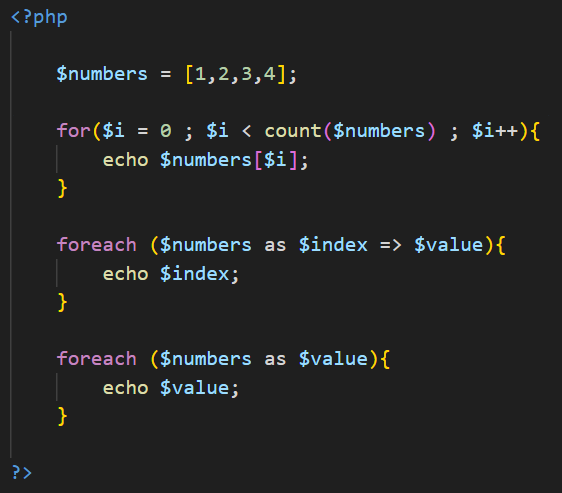 <?php
$numbers = [1,2,3,4];
for($i = 0 ; $i < count($numbers) ; $i++){
echo $numbers[$i];
}
foreach ($numbers as $index => $value){
echo $index;
}
foreach ($numbers as $value){
echo $value;
}
?>